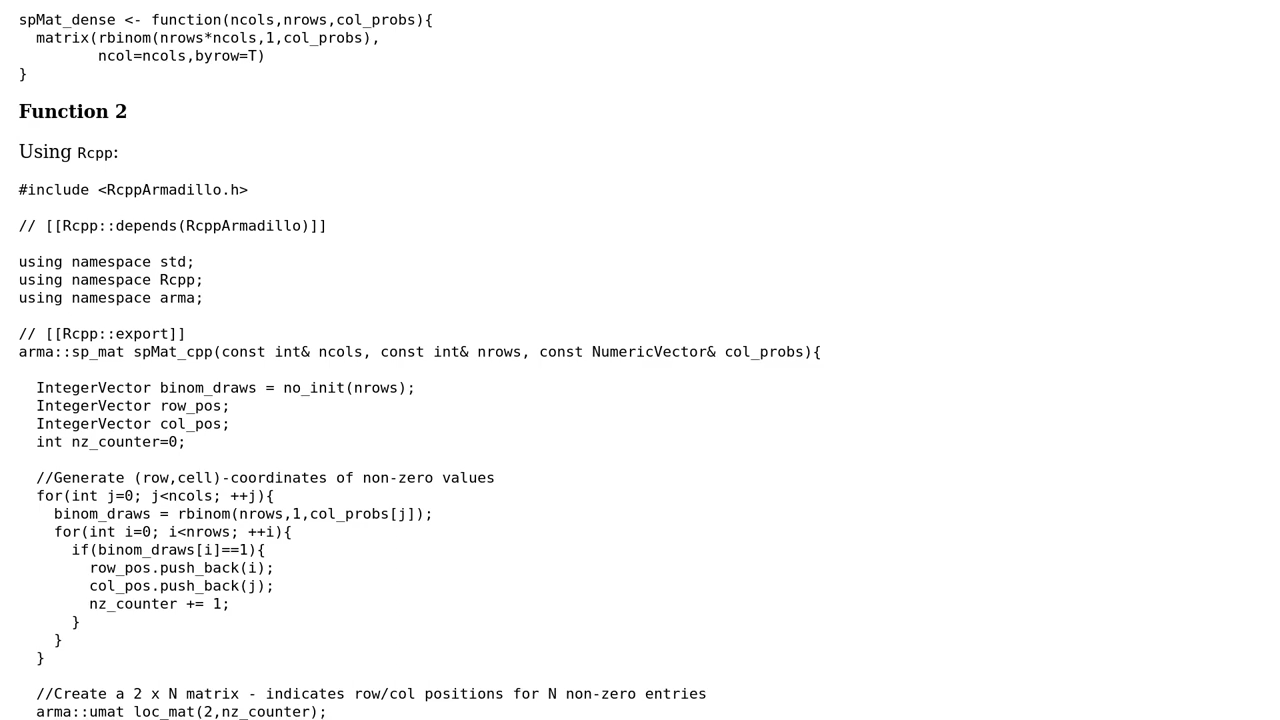 spMat_dense <- function(ncols,nrows,col_probs){
  matrix(rbinom(nrows*ncols,1,col_probs),
         ncol=ncols,byrow=T)
}
Function 2
Using Rcpp:
#include <RcppArmadillo.h>
// [[Rcpp::depends(RcppArmadillo)]]
using namespace std;
using namespace Rcpp;
using namespace arma;
// [[Rcpp::export]]
arma::sp_mat spMat_cpp(const int& ncols, const int& nrows, const NumericVector& col_probs){
  IntegerVector binom_draws = no_init(nrows);
  IntegerVector row_pos;
  IntegerVector col_pos;
  int nz_counter=0;
  //Generate (row,cell)-coordinates of non-zero values
  for(int j=0; j<ncols; ++j){
    binom_draws = rbinom(nrows,1,col_probs[j]);
    for(int i=0; i<nrows; ++i){
      if(binom_draws[i]==1){
        row_pos.push_back(i);
        col_pos.push_back(j);
        nz_counter += 1;
      }
    }
  }
  //Create a 2 x N matrix - indicates row/col positions for N non-zero entries
  arma::umat loc_mat(2,nz_counter);